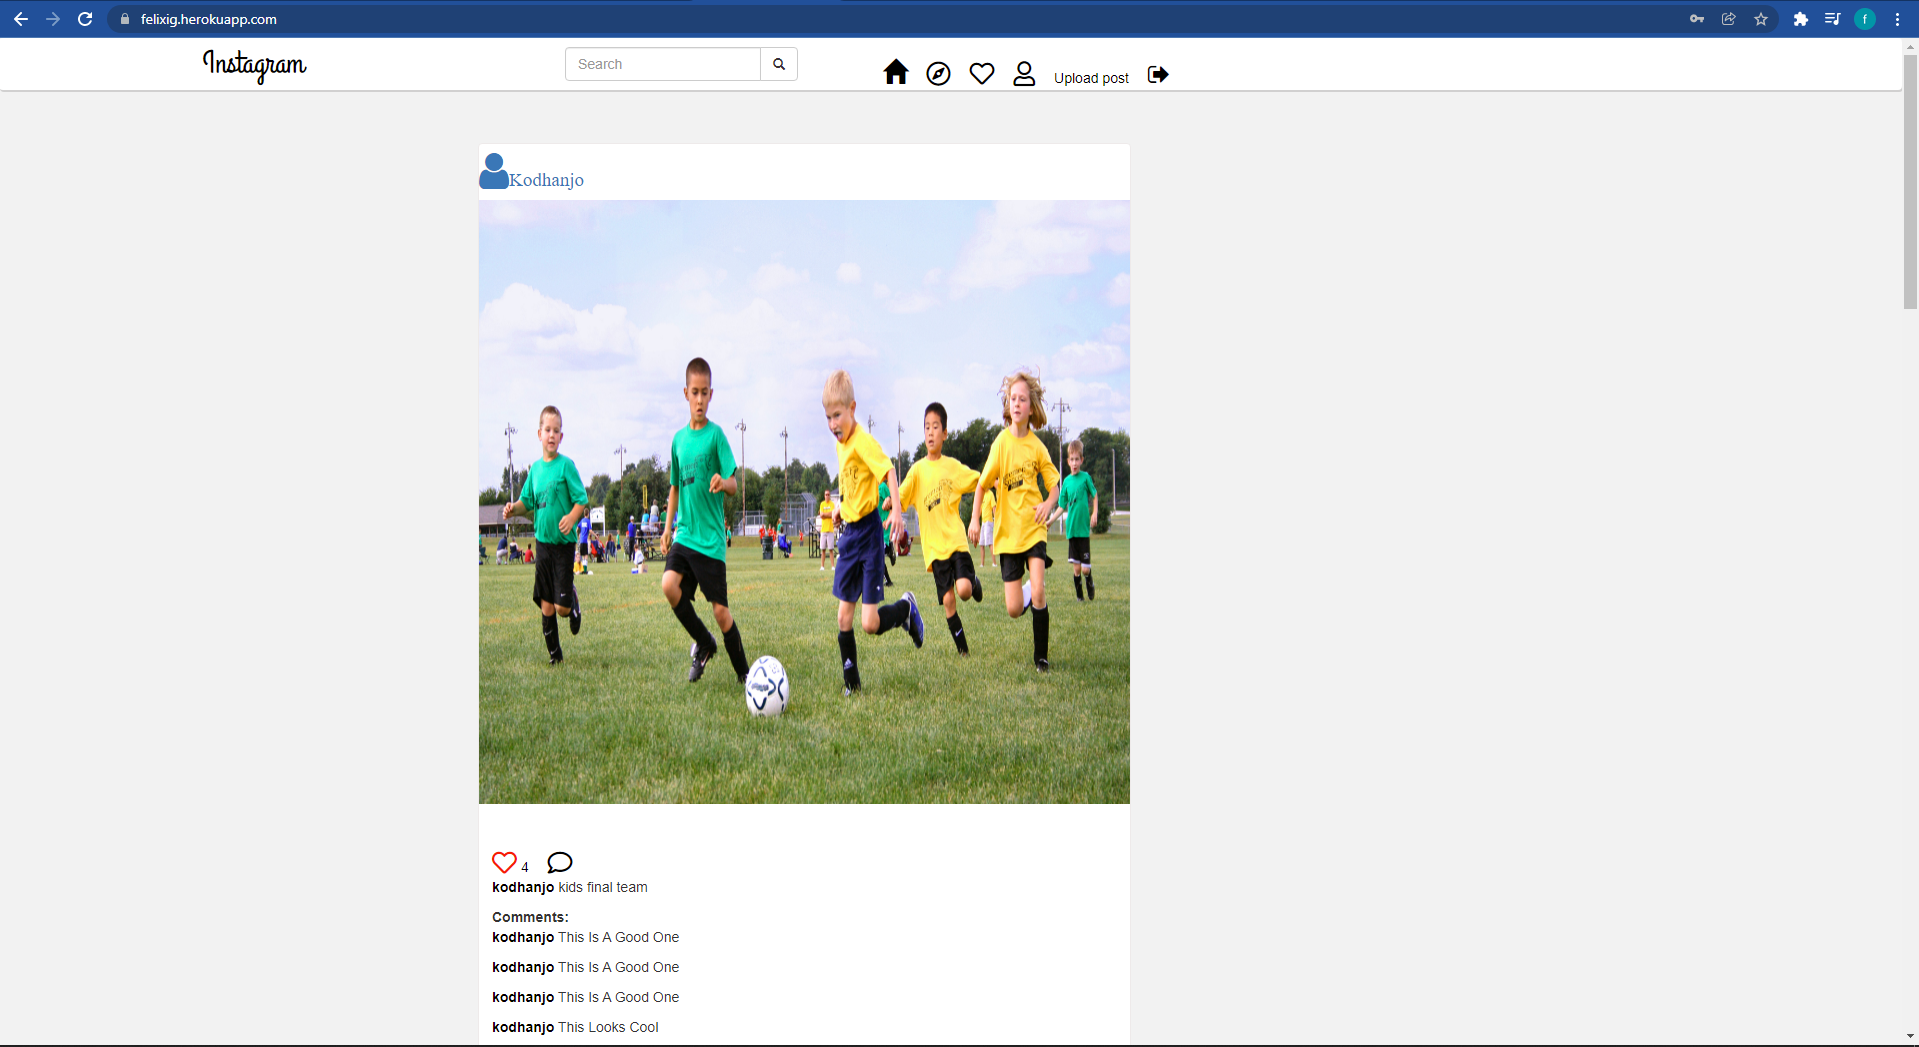 felixig.herokuapp.com
f
Instagram
Search
Upload post
Kodhanjo
4
kodhanjo kids final team
Comments:
kodhanjo This Is A Good One
kodhanjo This Is A Good One
kodhanjo This Is A Good One
kodhanjo This Looks Cool